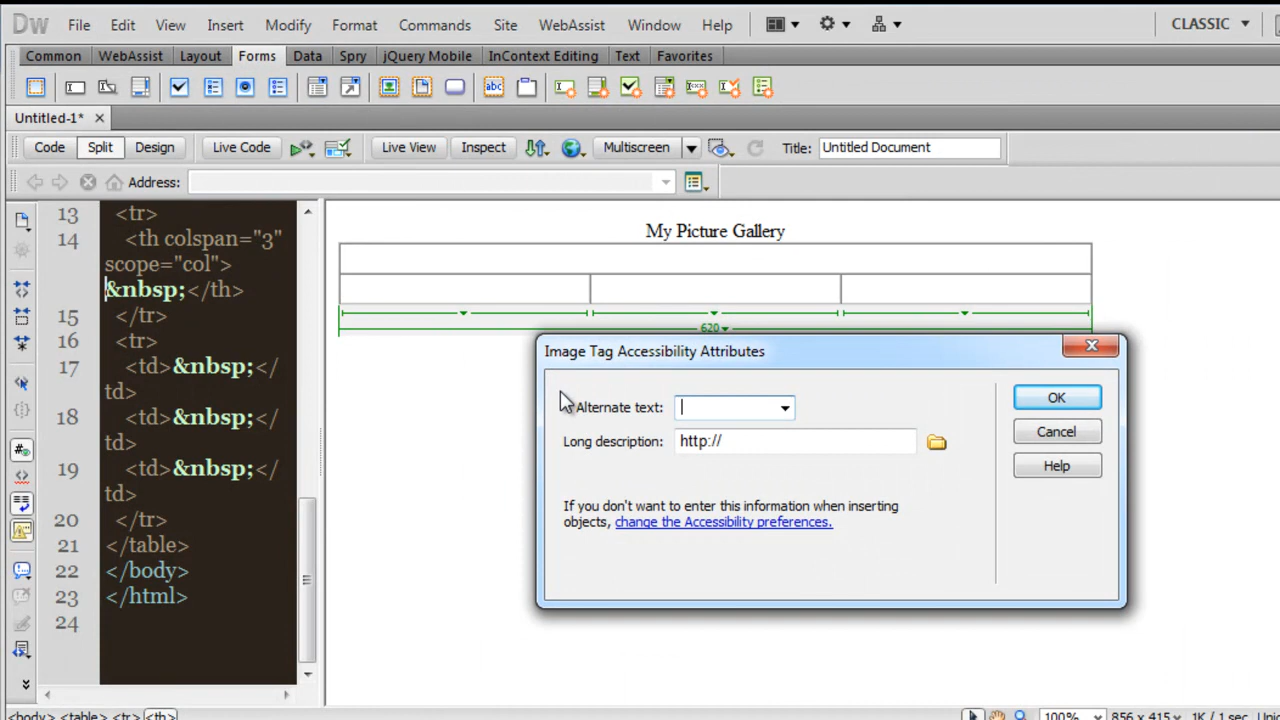 Dw File Edit View Insert Modify Format Commands Site WebAssist Window Help CLASSIC
Common WebAssist Layout Forms Data Spry jQuery Mobile InContext Editing Text Favorites
abc
Untitled-1*
Code Split Design Live Code Live View Inspect Multiscreen Title: Untitled Document
Address:
13 <tr>
14 <th colspan="3"
scope="col">
&nbsp;</th>
15 </tr>
16 <tr>
17 <td>&nbsp;</
td>
18 <td>&nbsp;</
td>
19 <td>&nbsp;</
td>
20 </tr>
21 </table>
22 </body>
23 </html>
24
My Picture Gallery
620
Image Tag Accessibility Attributes
Alternate text:
OK
Long description: http://
Cancel
Help
If you don't want to enter this information when inserting
objects, change the Accessibility preferences.
<body> <table> <tr> <th> 100% 856 x 415 1K / 1 sec